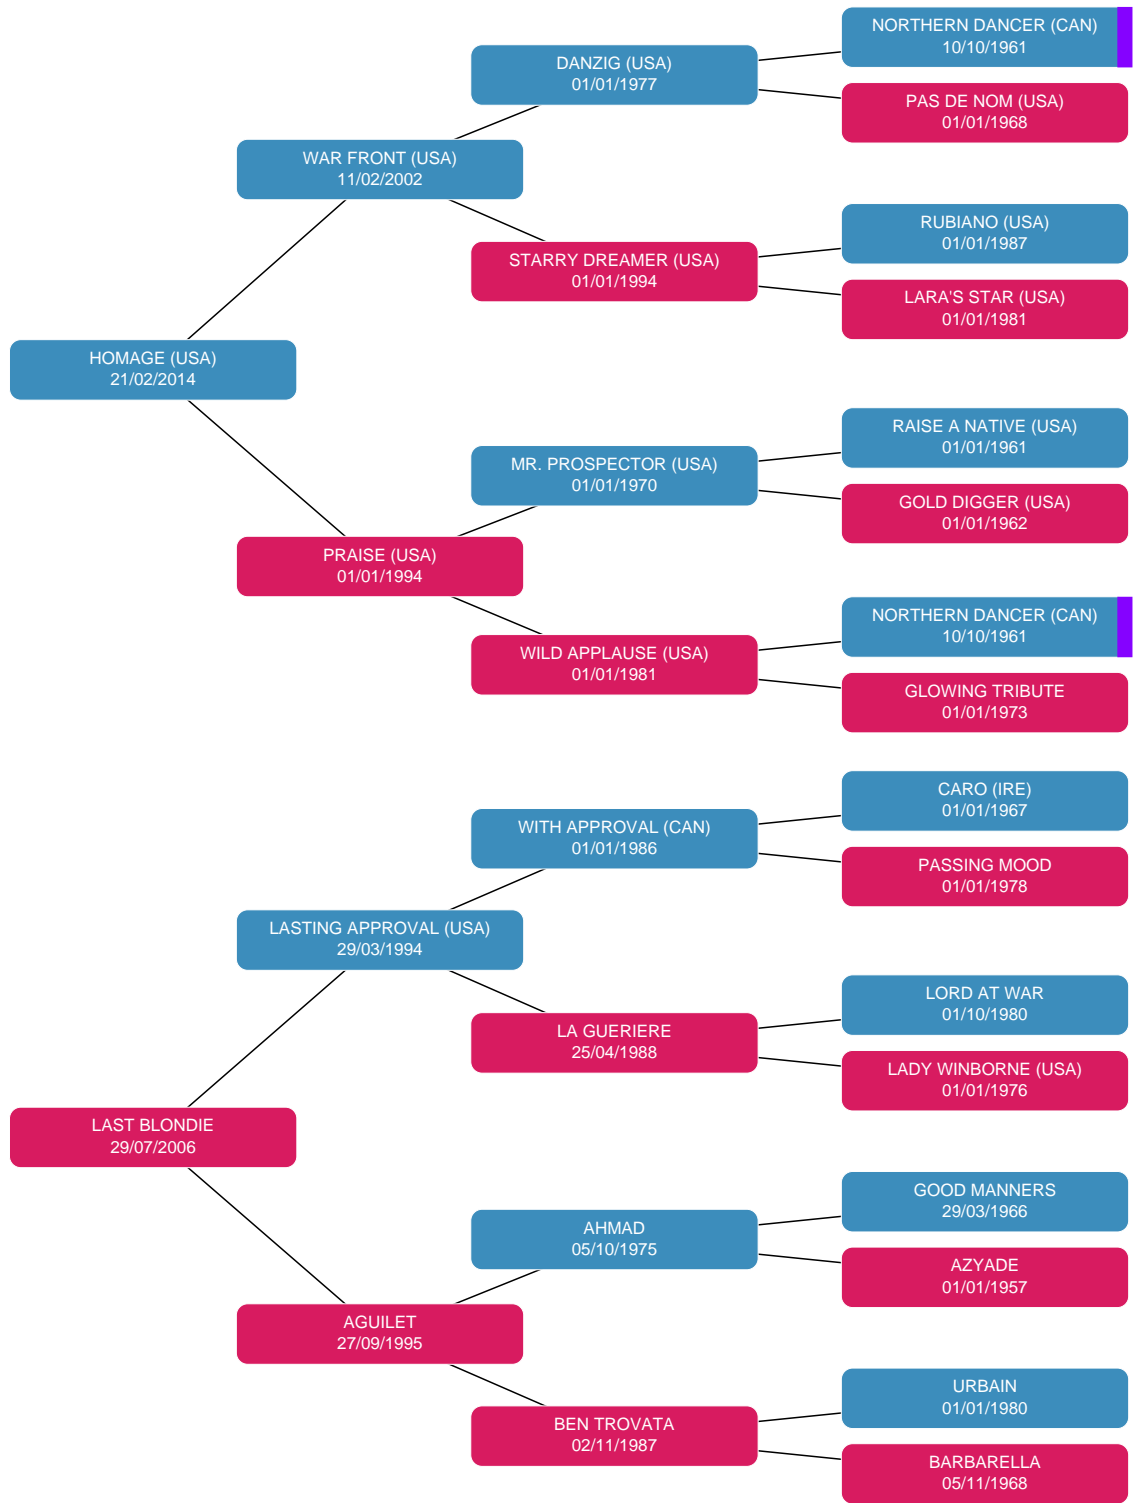 NORTHERN DANCER (CAN)
10/10/1961
DANZIG (USA)
01/01/1977
PAS DE NOM (USA)
01/01/1968
WAR FRONT (USA)
11/02/2002
RUBIANO (USA)
01/01/1987
STARRY DREAMER (USA)
01/01/1994
LARA'S STAR (USA)
01/01/1981
HOMAGE (USA)
21/02/2014
RAISE A NATIVE (USA)
01/01/1961
MR. PROSPECTOR (USA)
01/01/1970
GOLD DIGGER (USA)
01/01/1962
PRAISE (USA)
01/01/1994
NORTHERN DANCER (CAN)
10/10/1961
WILD APPLAUSE (USA)
01/01/1981
GLOWING TRIBUTE
01/01/1973
CARO (IRE)
01/01/1967
WITH APPROVAL (CAN)
01/01/1986
PASSING MOOD
01/01/1978
LASTING APPROVAL (USA)
29/03/1994
LORD AT WAR
01/10/1980
LA GUERIERE
25/04/1988
LADY WINBORNE (USA)
01/01/1976
LAST BLONDIE
29/07/2006
GOOD MANNERS
29/03/1966
AHMAD
05/10/1975
AZYADE
01/01/1957
AGUILET
27/09/1995
URBAIN
01/01/1980
BEN TROVATA
02/11/1987
BARBARELLA
05/11/1968